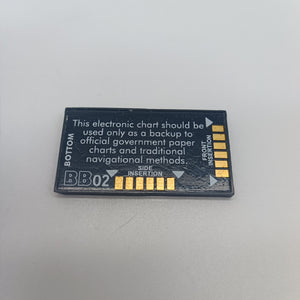 This electronic chart should be
used only as a backup to
official government paper
charts and traditional
navigational methods.
BOTTOM
BB02
SIDE
INSERTION
FRONT
INSERTION